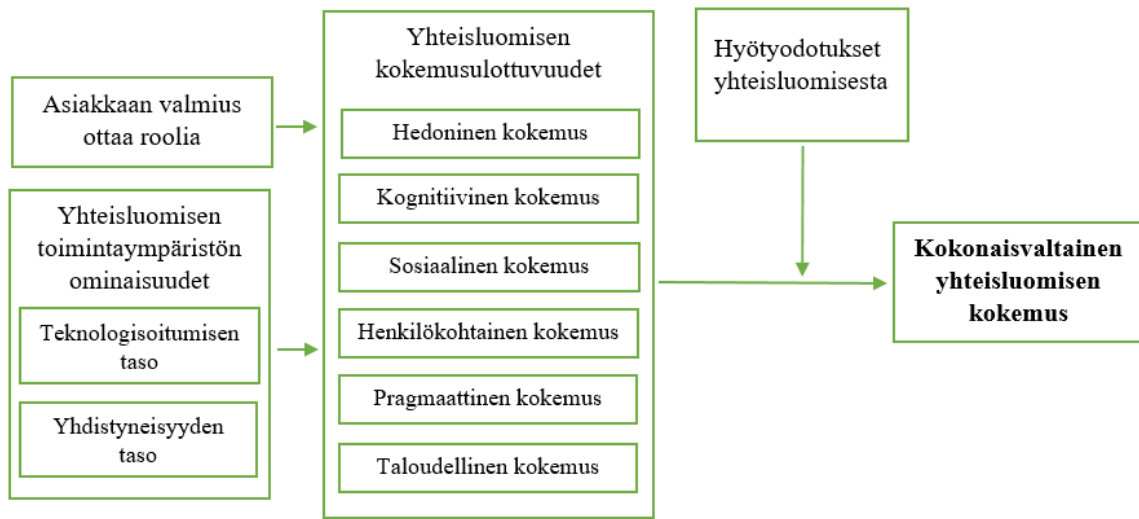 Asiakkaan valmius
ottaa roolia
Yhteisluomisen
toimintaympäristön
ominaisuudet
Teknologisoitumisen
taso
Yhdistyneisyyden
taso
Yhteisluomisen
kokemusulottuvuudet
Hedoninen kokemus
Kognitiivinen kokemus
Sosiaalinen kokemus
Henkilökohtainen kokemus
Pragmaattinen kokemus
Taloudellinen kokemus
Hyötyodotukset
yhteisluomisesta
Kokonaisvaltainen
yhteisluomisen
kokemus